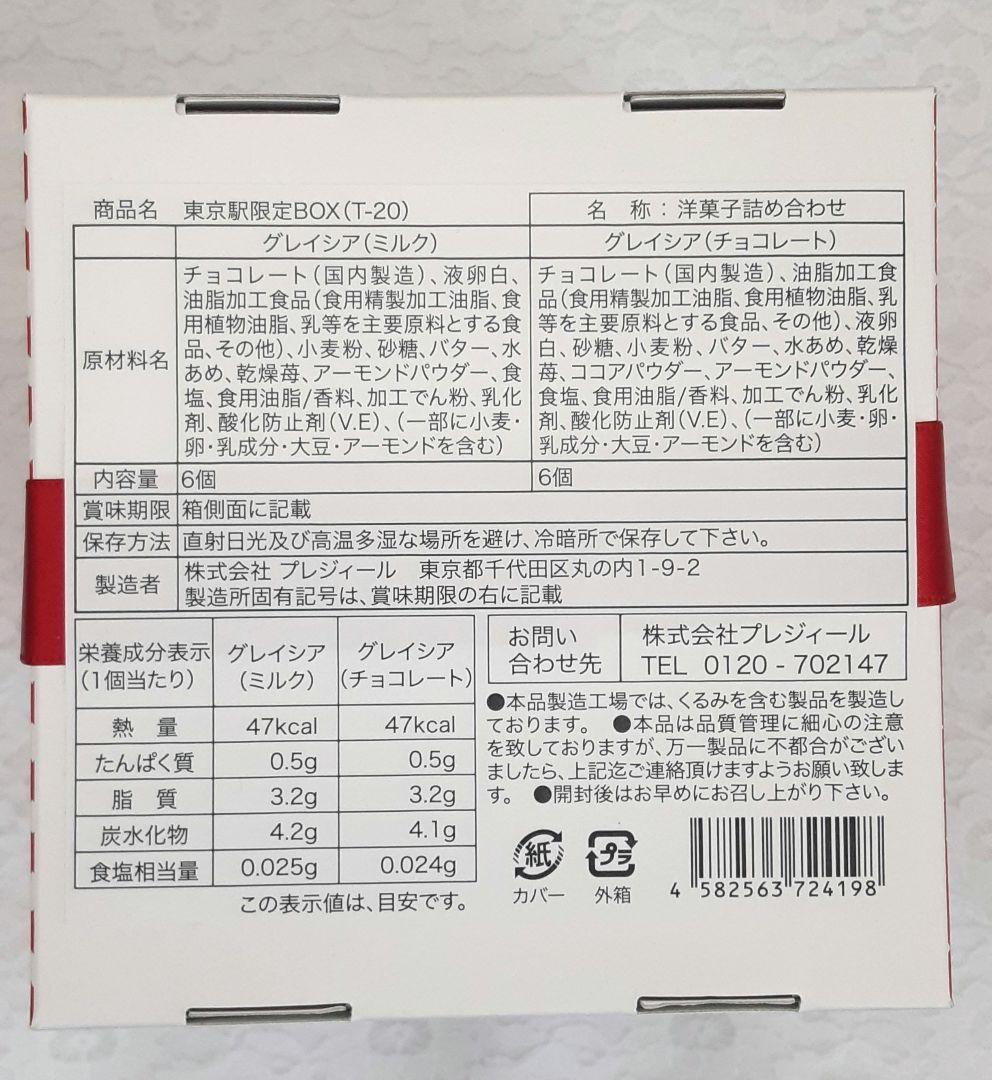 商品名 東京駅限定BOX(T-20)
名 称:洋菓子詰め合わせ
グレイシア(ミルク)
グレイシア(チョコレート)
原材料名
チョコレート(国内製造)、液卵白、
油脂加工食品(食用精製加工油脂、食
用植物油脂、乳等を主要原料とする食
品、その他)、小麦粉、砂糖、バター、水
あめ、乾燥苺、アーモンドパウダー、食
塩、食用油脂/香料、加工でん粉、乳化
剤、酸化防止剤(V.E)、(一部に小麦・
卵・乳成分・大豆・アーモンドを含む)
チョコレート(国内製造)、油脂加工食
品(食用精製加工油脂、食用植物油脂、乳
等を主要原料とする食品、その他)、液卵
白、砂糖、小麦粉、バター、水あめ、乾燥
苺、ココアパウダー、アーモンドパウダー、
食塩、食用油脂/香料、加工でん粉、乳化
剤、酸化防止剤(V.E)、(一部に小麦・卵・
乳成分・大豆・アーモンドを含む)
内容量 6個 6個
賞味期限 箱側面に記載
保存方法 直射日光及び高温多湿な場所を避け、冷暗所で保存して下さい。
製造者
株式会社 プレジィール 東京都千代田区丸の内1-9-2
製造所固有記号は、賞味期限の右に記載
栄養成分表示
(1個当たり)
グレイシア
(ミルク)
グレイシア
(チョコレート)
熱 量 47kcal 47kcal
たんぱく質 0.5g 0.5g
脂 質 3.2g 3.2g
炭水化物 4.2g 4.1g
食塩相当量 0.025g 0.024g
この表示値は、目安です。
お問い
合わせ先
株式会社プレジィール
TEL 0120-702147
●本品製造工場では、くるみを含む製品を製造し
ております。 ●本品は品質管理に細心の注意
を致しておりますが、万一製品に不都合がござい
ましたら、上記迄ご連絡頂けますようお願い致しま
す。 ●開封後はお早めにお召し上がり下さい。
紙
カバー
プラ
外箱
4 582563 724198